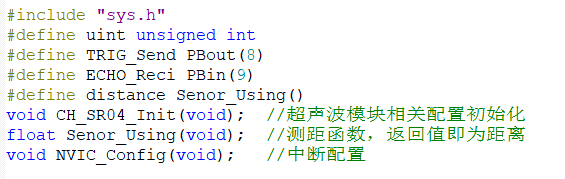 #include "sys.h"
#define uint unsigned int
#define TRIG_Send PBout(8)
#define ECHO_Reci PBin(9)
#define distance Senor_Using()
void CH_SR04_Init(void);  //超声波模块相关配置初始化
float Senor_Using(void);  //测距函数，返回值即为距离
void NVIC_Config(void);   //中断配置